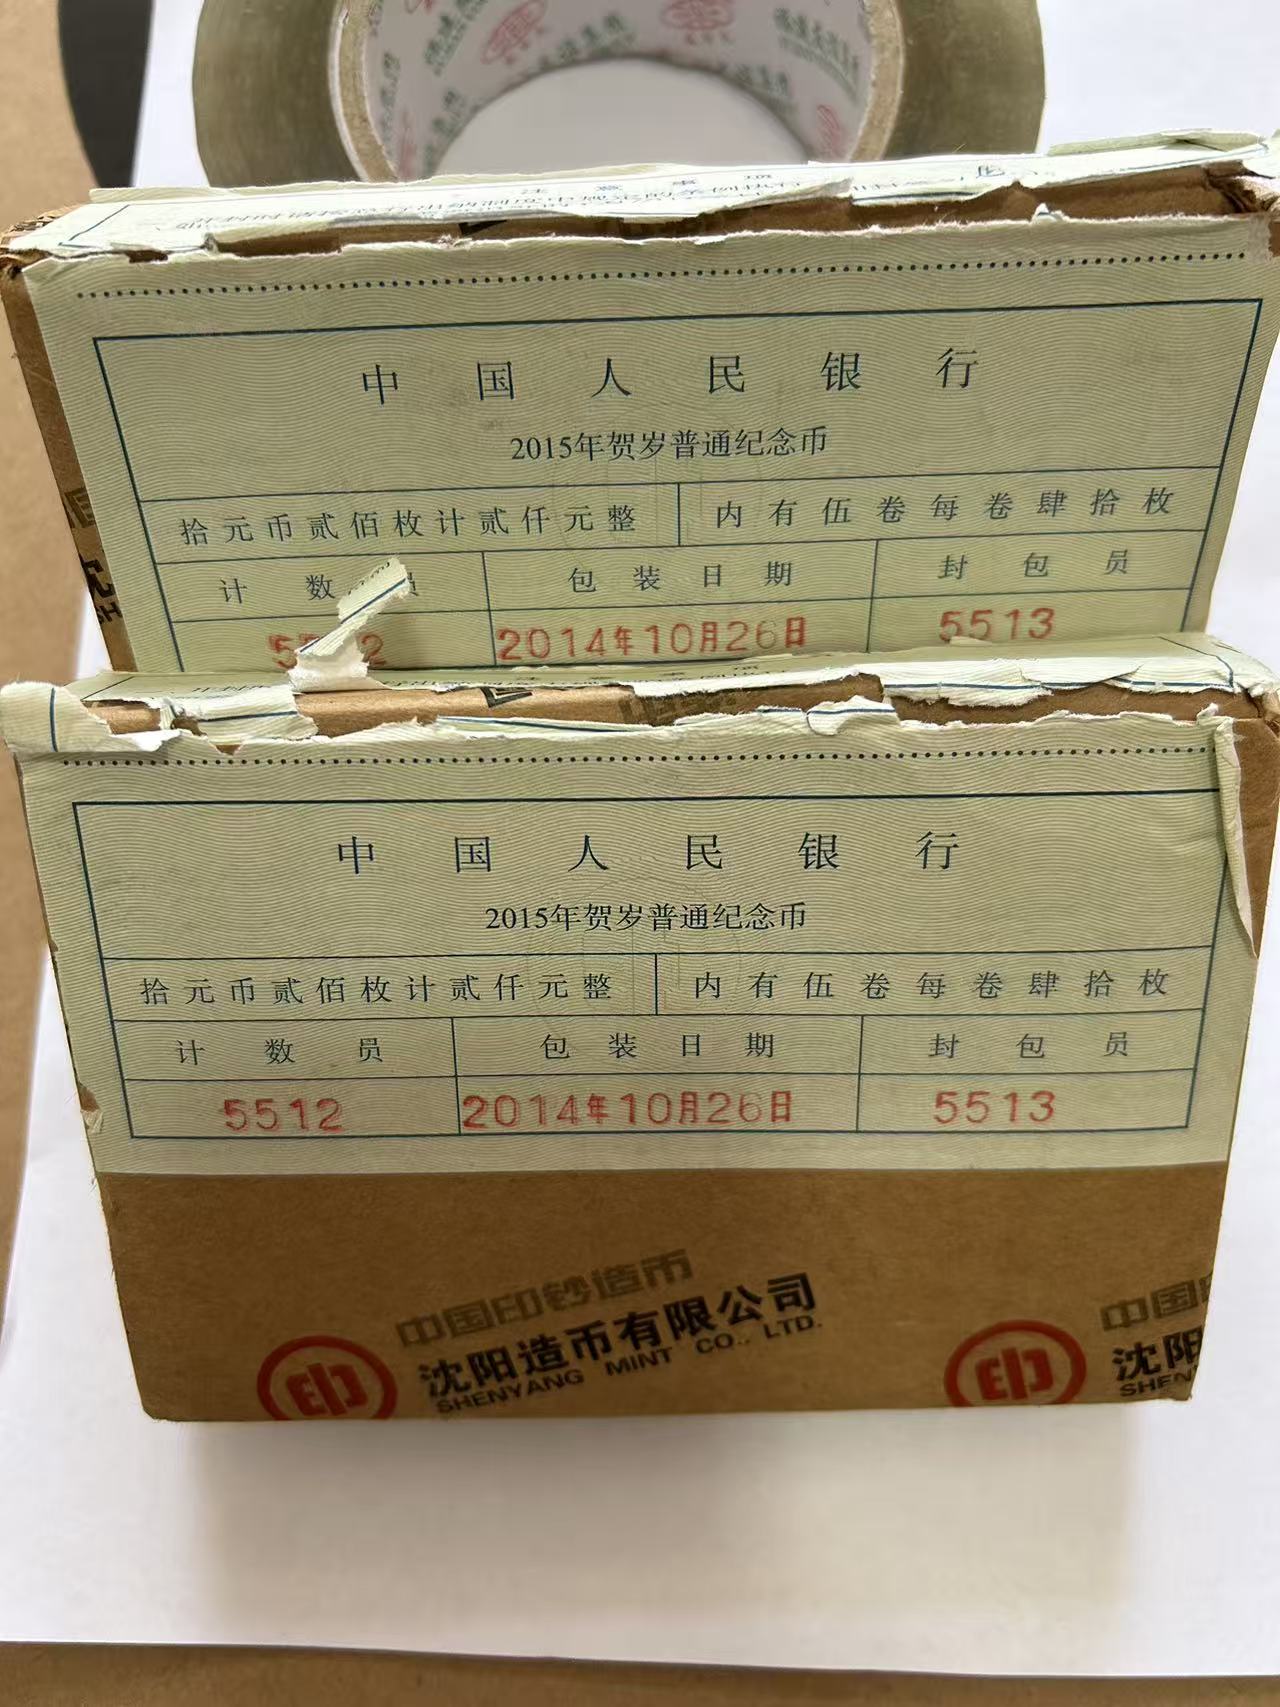 注意事项
中国人民银行
2015年贺岁普通纪念币
拾元币贰佰枚计贰仟元整 内有伍卷每卷肆拾枚
计数员 包装日期 封包员
2014年10月26日 5513
中国人民银行
2015年贺岁普通纪念币
拾元币贰佰枚计贰仟元整 内有伍卷每卷肆拾枚
计数员 包装日期 封包员
5512 2014年10月26日 5513
中国印钞造币
沈阳造币有限公司
SHENYANG MINT CO., LTD.
中国印
沈阳
SHEN